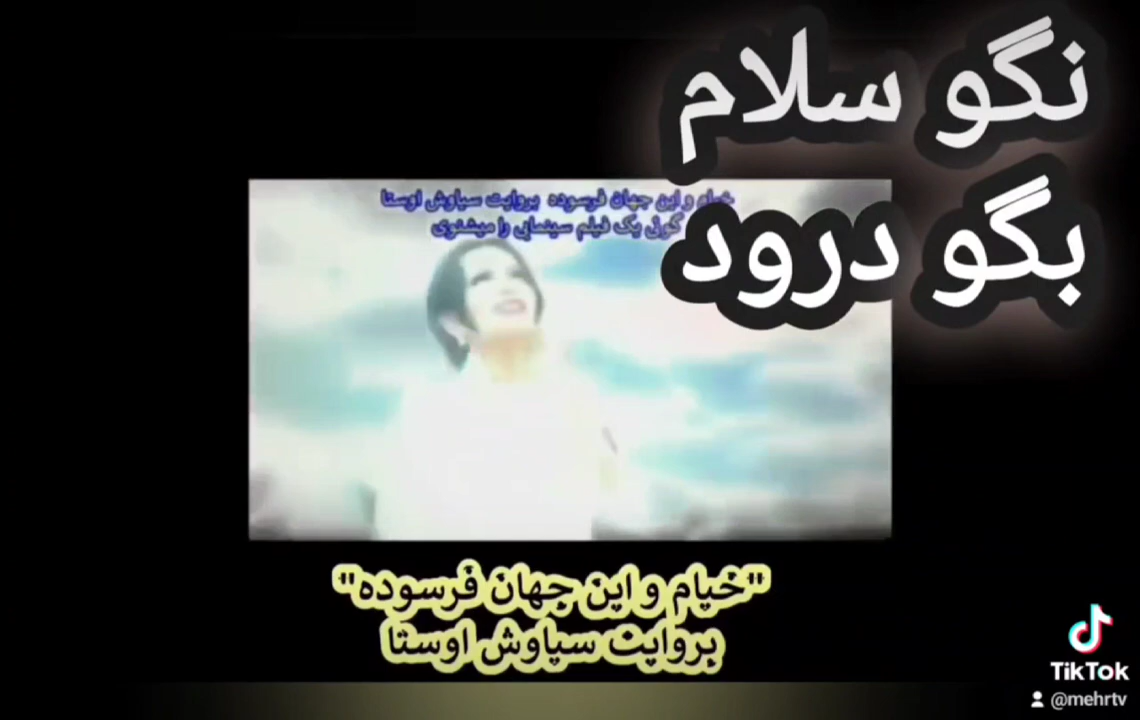 نگو سلام
بگو درود
خیام و این جهان فرسوده بروایت سیاوش اوستا
گوئی یک فیلم سینمایی را میشنوی
"خیام و این جهان فرسوده"
بروایت سیاوش اوستا
TikTok
@mehrtv